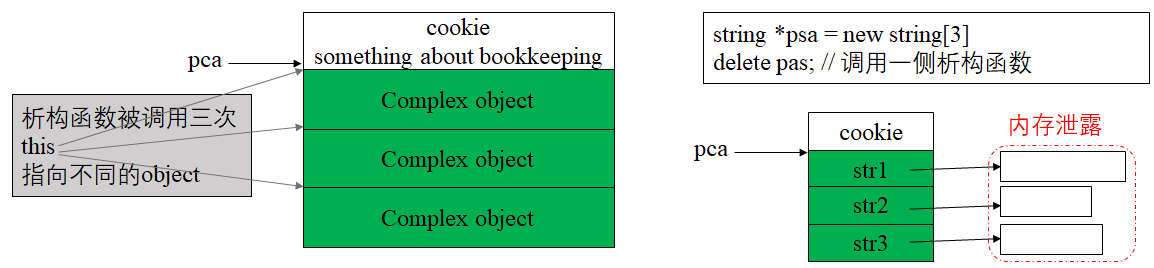 cookie
something about bookkeeping
pca
Complex object
Complex object
Complex object
析构函数被调用三次
this
指向不同的object
string *psa = new string[3]
delete pas; // 调用一侧析构函数
内存泄露
cookie
pca
str1
str2
str3